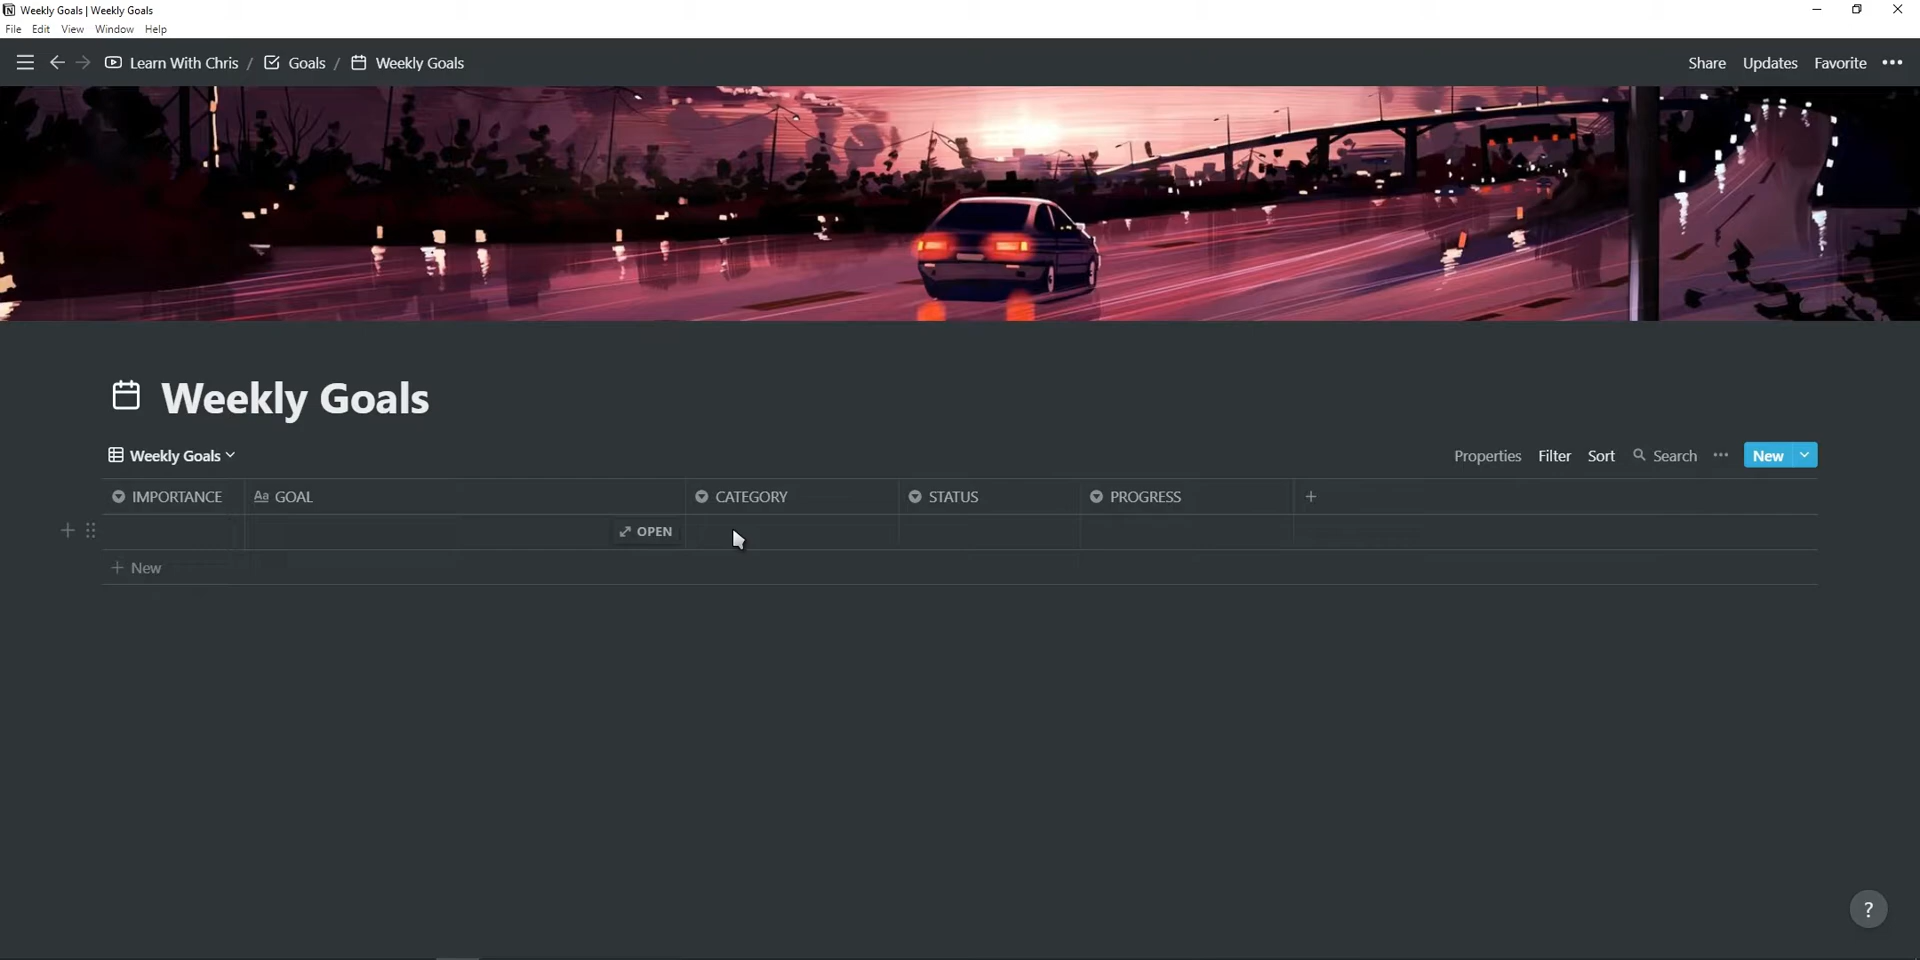 Weekly Goals | Weekly Goals
File Edit View Window Help
Learn With Chris / Goals / Weekly Goals
Share Updates Favorite
Weekly Goals
Weekly Goals
Properties Filter Sort Search New
IMPORTANCE Aa GOAL CATEGORY STATUS PROGRESS +
+ OPEN
+ New
?